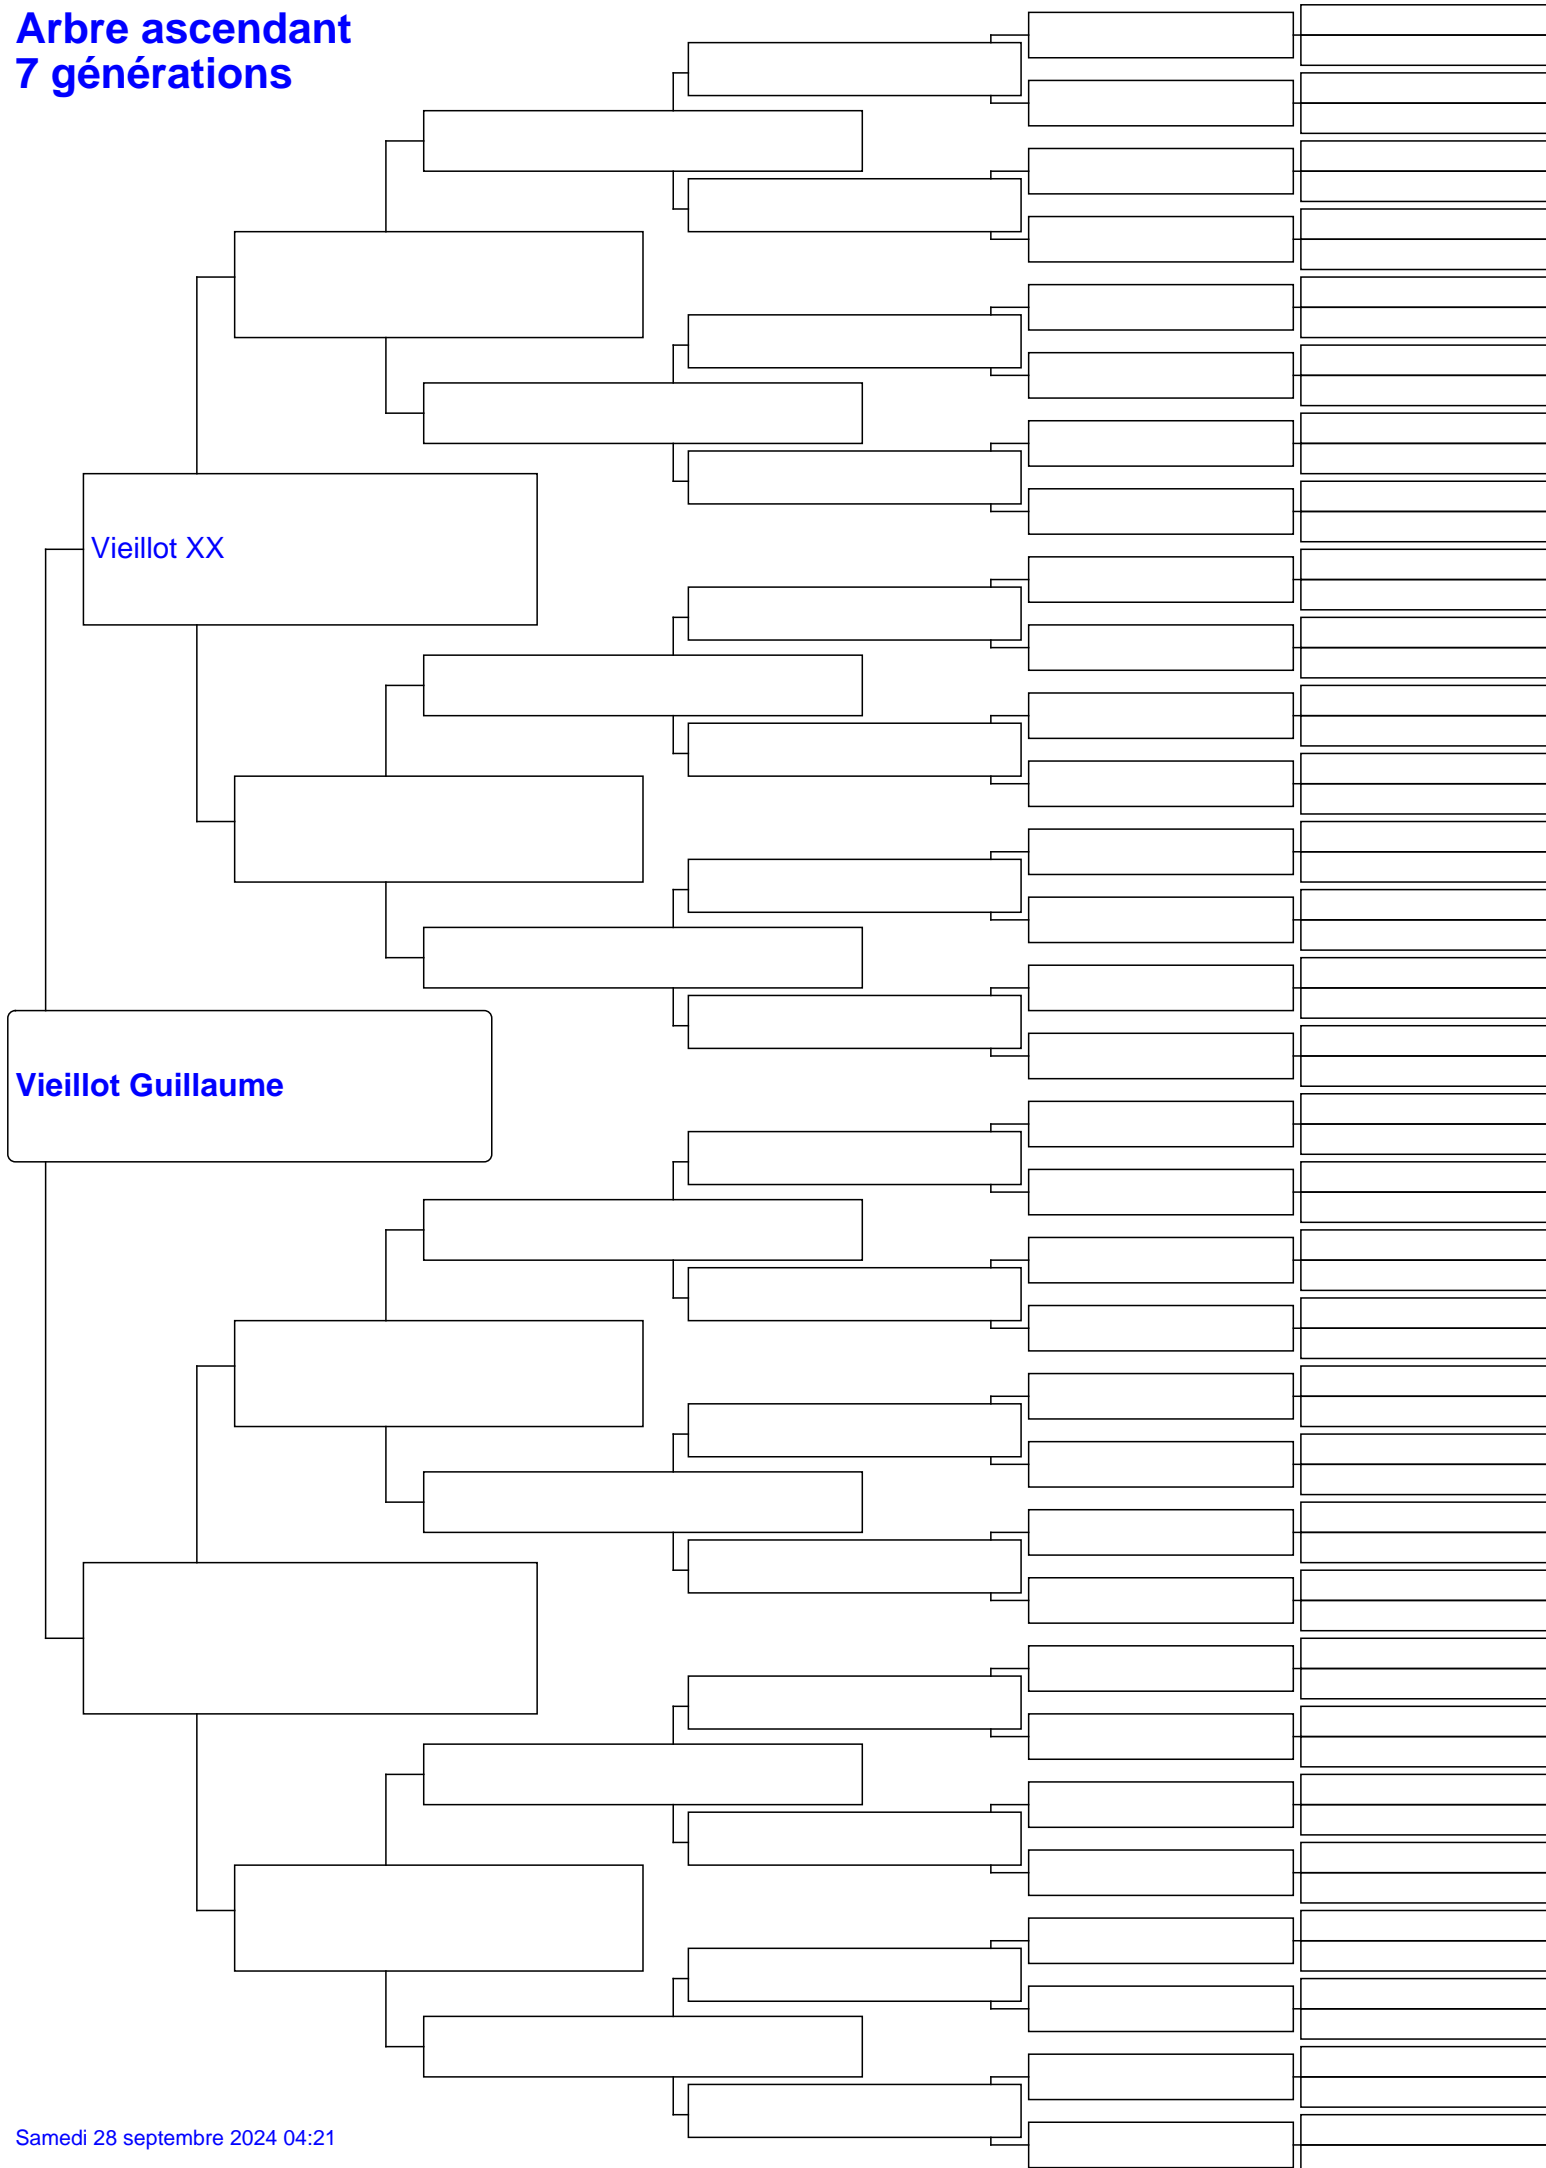 Arbre ascendant
7 générations
Vieillot XX
Vieillot Guillaume
Samedi 28 septembre 2024 04:21